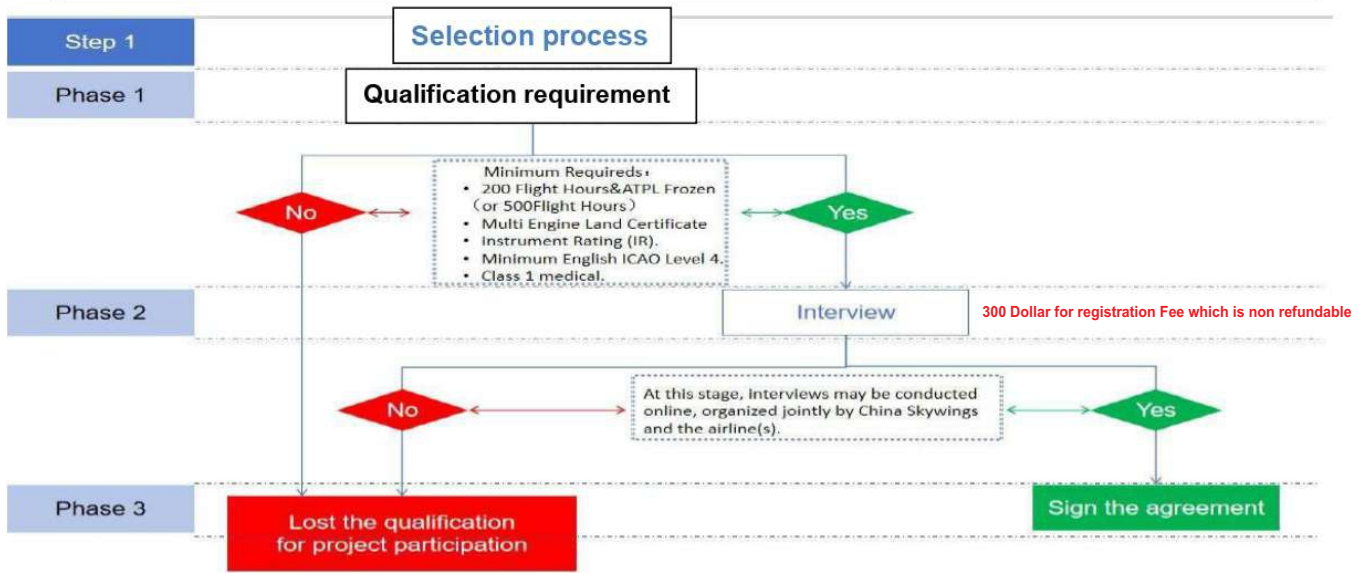 Step 1
Selection process
Phase 1
Qualification requirement
Minimum Requireds:
• 200 Flight Hours&ATPL Frozen
（or 500Flight Hours）
• Multi Engine Land Certificate
• Instrument Rating (IR).
• Minimum English ICAO Level 4.
• Class 1 medical.
No
Yes
Phase 2
Interview
300 Dollar for registration Fee which is non refundable
No
At this stage, Interviews may be conducted
online, organized jointly by China Skywings
and the airline(s).
Yes
Phase 3
Lost the qualification
for project participation
Sign the agreement